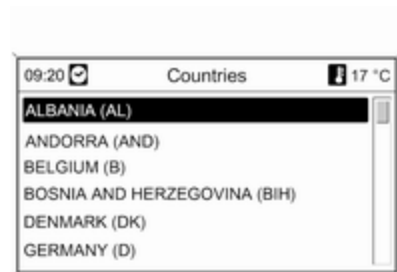 09:20 Countries 17 °C
ALBANIA (AL)
ANDORRA (AND)
BELGIUM (B)
BOSNIA AND HERZEGOVINA (BIH)
DENMARK (DK)
GERMANY (D)